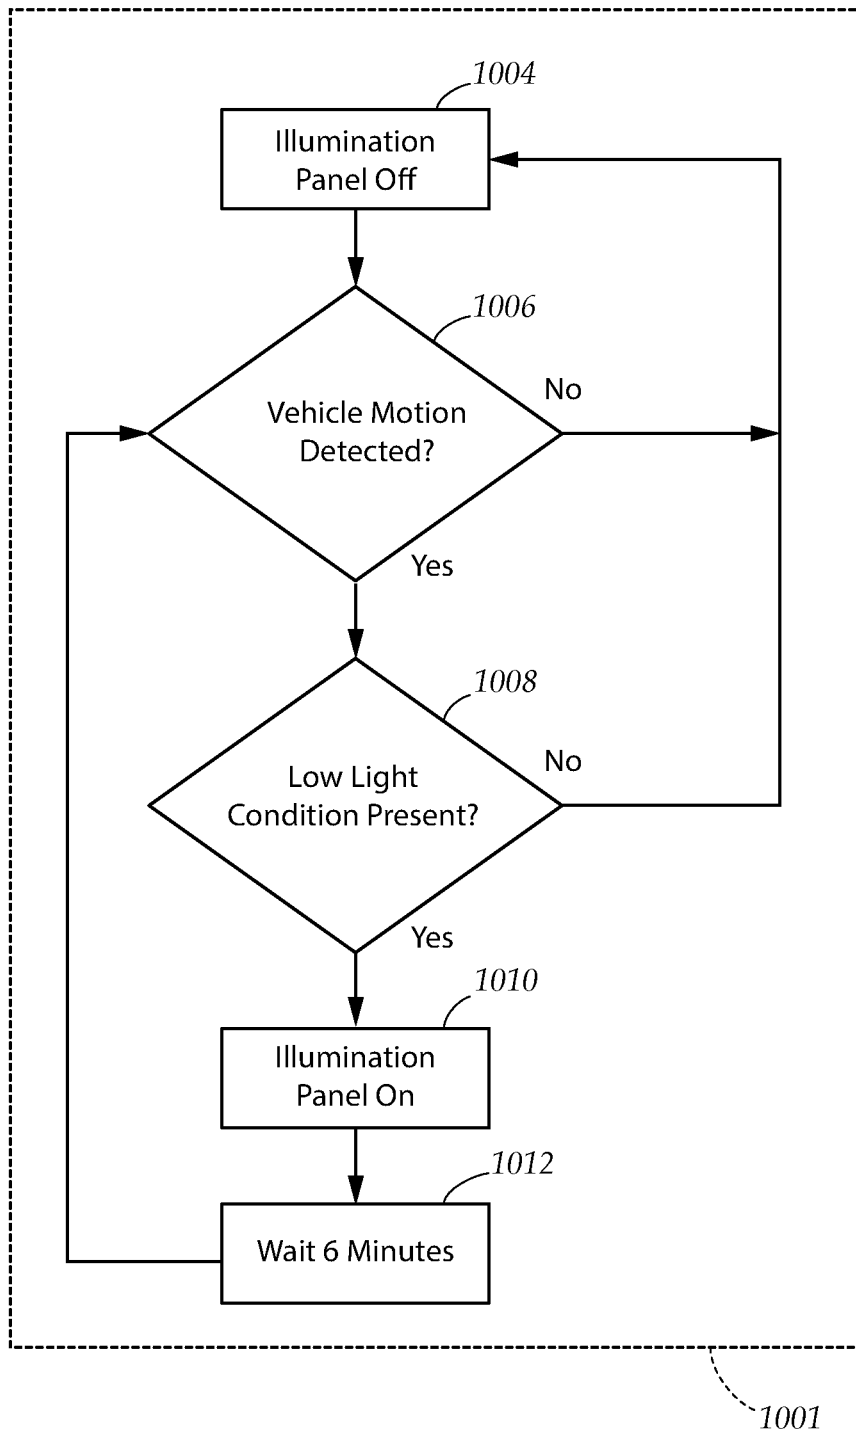 1004
Illumination
Panel Off
1006
No
Vehicle Motion
Detected?
Yes
1008
No
Low Light
Condition Present?
Yes
1010
Illumination
Panel On
1012
Wait 6 Minutes
1001